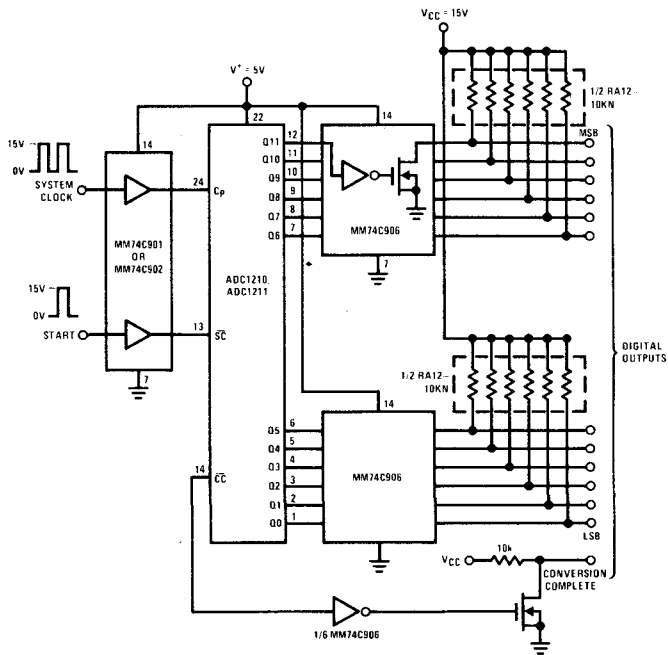 VCC = 15V
V+ = 5V
1/2 RA12–
10KN
MSB
14
22
15V
0V
SYSTEM
CLOCK
14
24
CP
MM74C901
OR
MM74C902
15V
0V
START
13
SC
7
ADC1210,
ADC1211
Q11
12
Q10
11
Q9
10
Q8
9
Q7
8
Q6
7
MM74C906
7
DIGITAL
OUTPUTS
1/2 RA12–
10KN
14
14
CC
Q5
6
Q4
5
Q3
4
Q2
3
Q1
2
Q0
1
MM74C906
LSB
VCC
10k
CONVERSION
COMPLETE
1/6 MM74C906